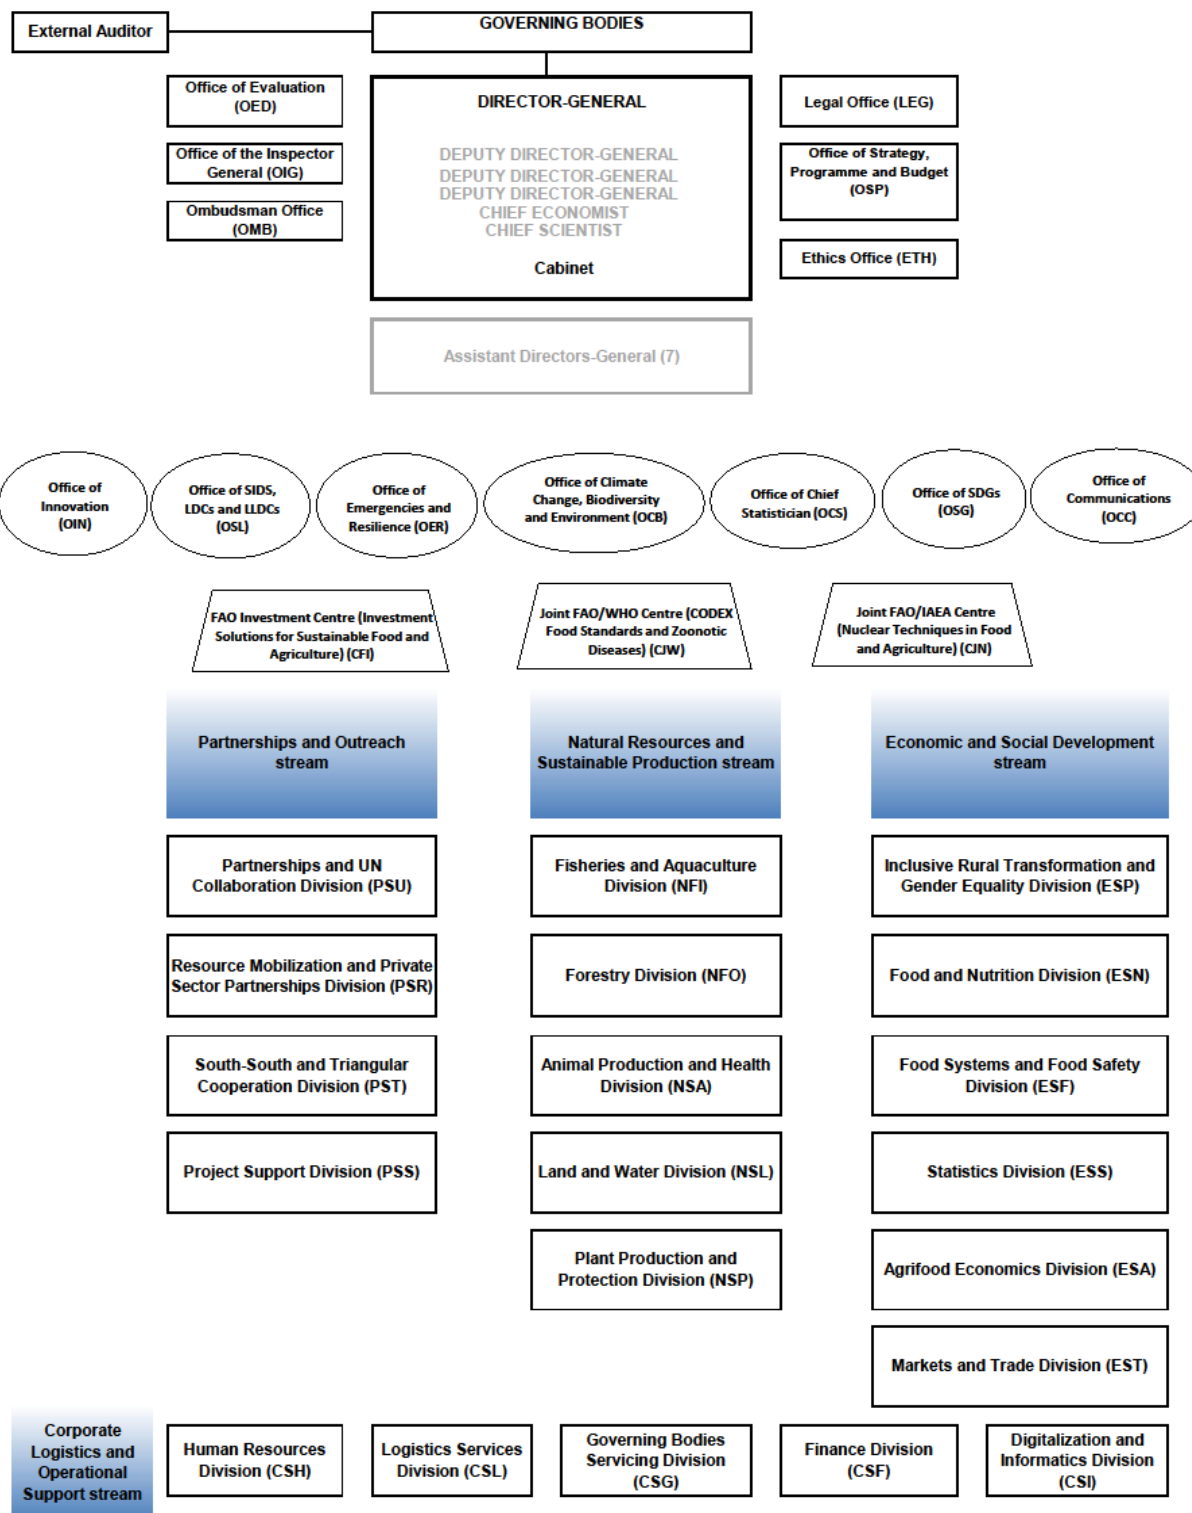 External Auditor
GOVERNING BODIES
Office of Evaluation
(OED)
Office of the Inspector
General (OIG)
Ombudsman Office
(OMB)
DIRECTOR-GENERAL
DEPUTY DIRECTOR-GENERAL
DEPUTY DIRECTOR-GENERAL
DEPUTY DIRECTOR-GENERAL
CHIEF ECONOMIST
CHIEF SCIENTIST
Cabinet
Legal Office (LEG)
Office of Strategy,
Programme and Budget
(OSP)
Ethics Office (ETH)
Assistant Directors-General (7)
Office of
Innovation
(OIN)
Office of SIDS,
LDCs and LLDCs
(OSL)
Office of
Emergencies and
Resilience (OER)
Office of Climate
Change, Biodiversity
and Environment (OCB)
Office of Chief
Statistician (OCS)
Office of SDGs
(OSG)
Office of
Communications
(OCC)
FAO Investment Centre (Investment
Solutions for Sustainable Food and
Agriculture) (CFI)
Joint FAO/WHO Centre (CODEX
Food Standards and Zoonotic
Diseases) (CJW)
Joint FAO/IAEA Centre
(Nuclear Techniques in Food
and Agriculture) (CJN)
Partnerships and Outreach
stream
Natural Resources and
Sustainable Production stream
Economic and Social Development
stream
Partnerships and UN
Collaboration Division (PSU)
Fisheries and Aquaculture
Division (NFI)
Inclusive Rural Transformation and
Gender Equality Division (ESP)
Resource Mobilization and Private
Sector Partnerships Division (PSR)
Forestry Division (NFO)
Food and Nutrition Division (ESN)
South-South and Triangular
Cooperation Division (PST)
Animal Production and Health
Division (NSA)
Food Systems and Food Safety
Division (ESF)
Project Support Division (PSS)
Land and Water Division (NSL)
Statistics Division (ESS)
Plant Production and
Protection Division (NSP)
Agrifood Economics Division (ESA)
Markets and Trade Division (EST)
Corporate
Logistics and
Operational
Support stream
Human Resources
Division (CSH)
Logistics Services
Division (CSL)
Governing Bodies
Servicing Division
(CSG)
Finance Division
(CSF)
Digitalization and
Informatics Division
(CSI)